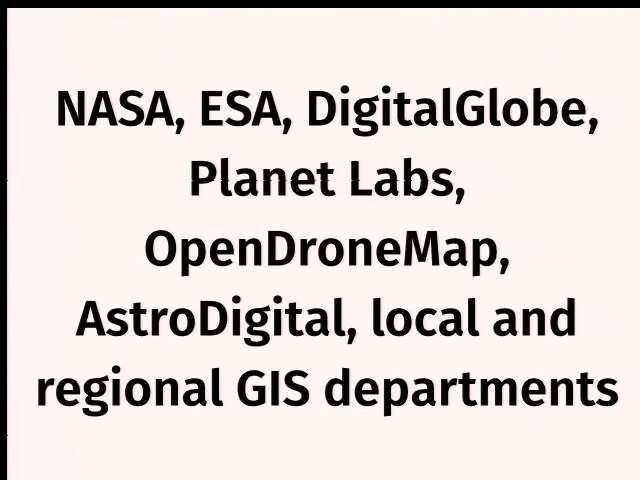 NASA, ESA, DigitalGlobe,
Planet Labs,
OpenDroneMap,
AstroDigital, local and
regional GIS departments